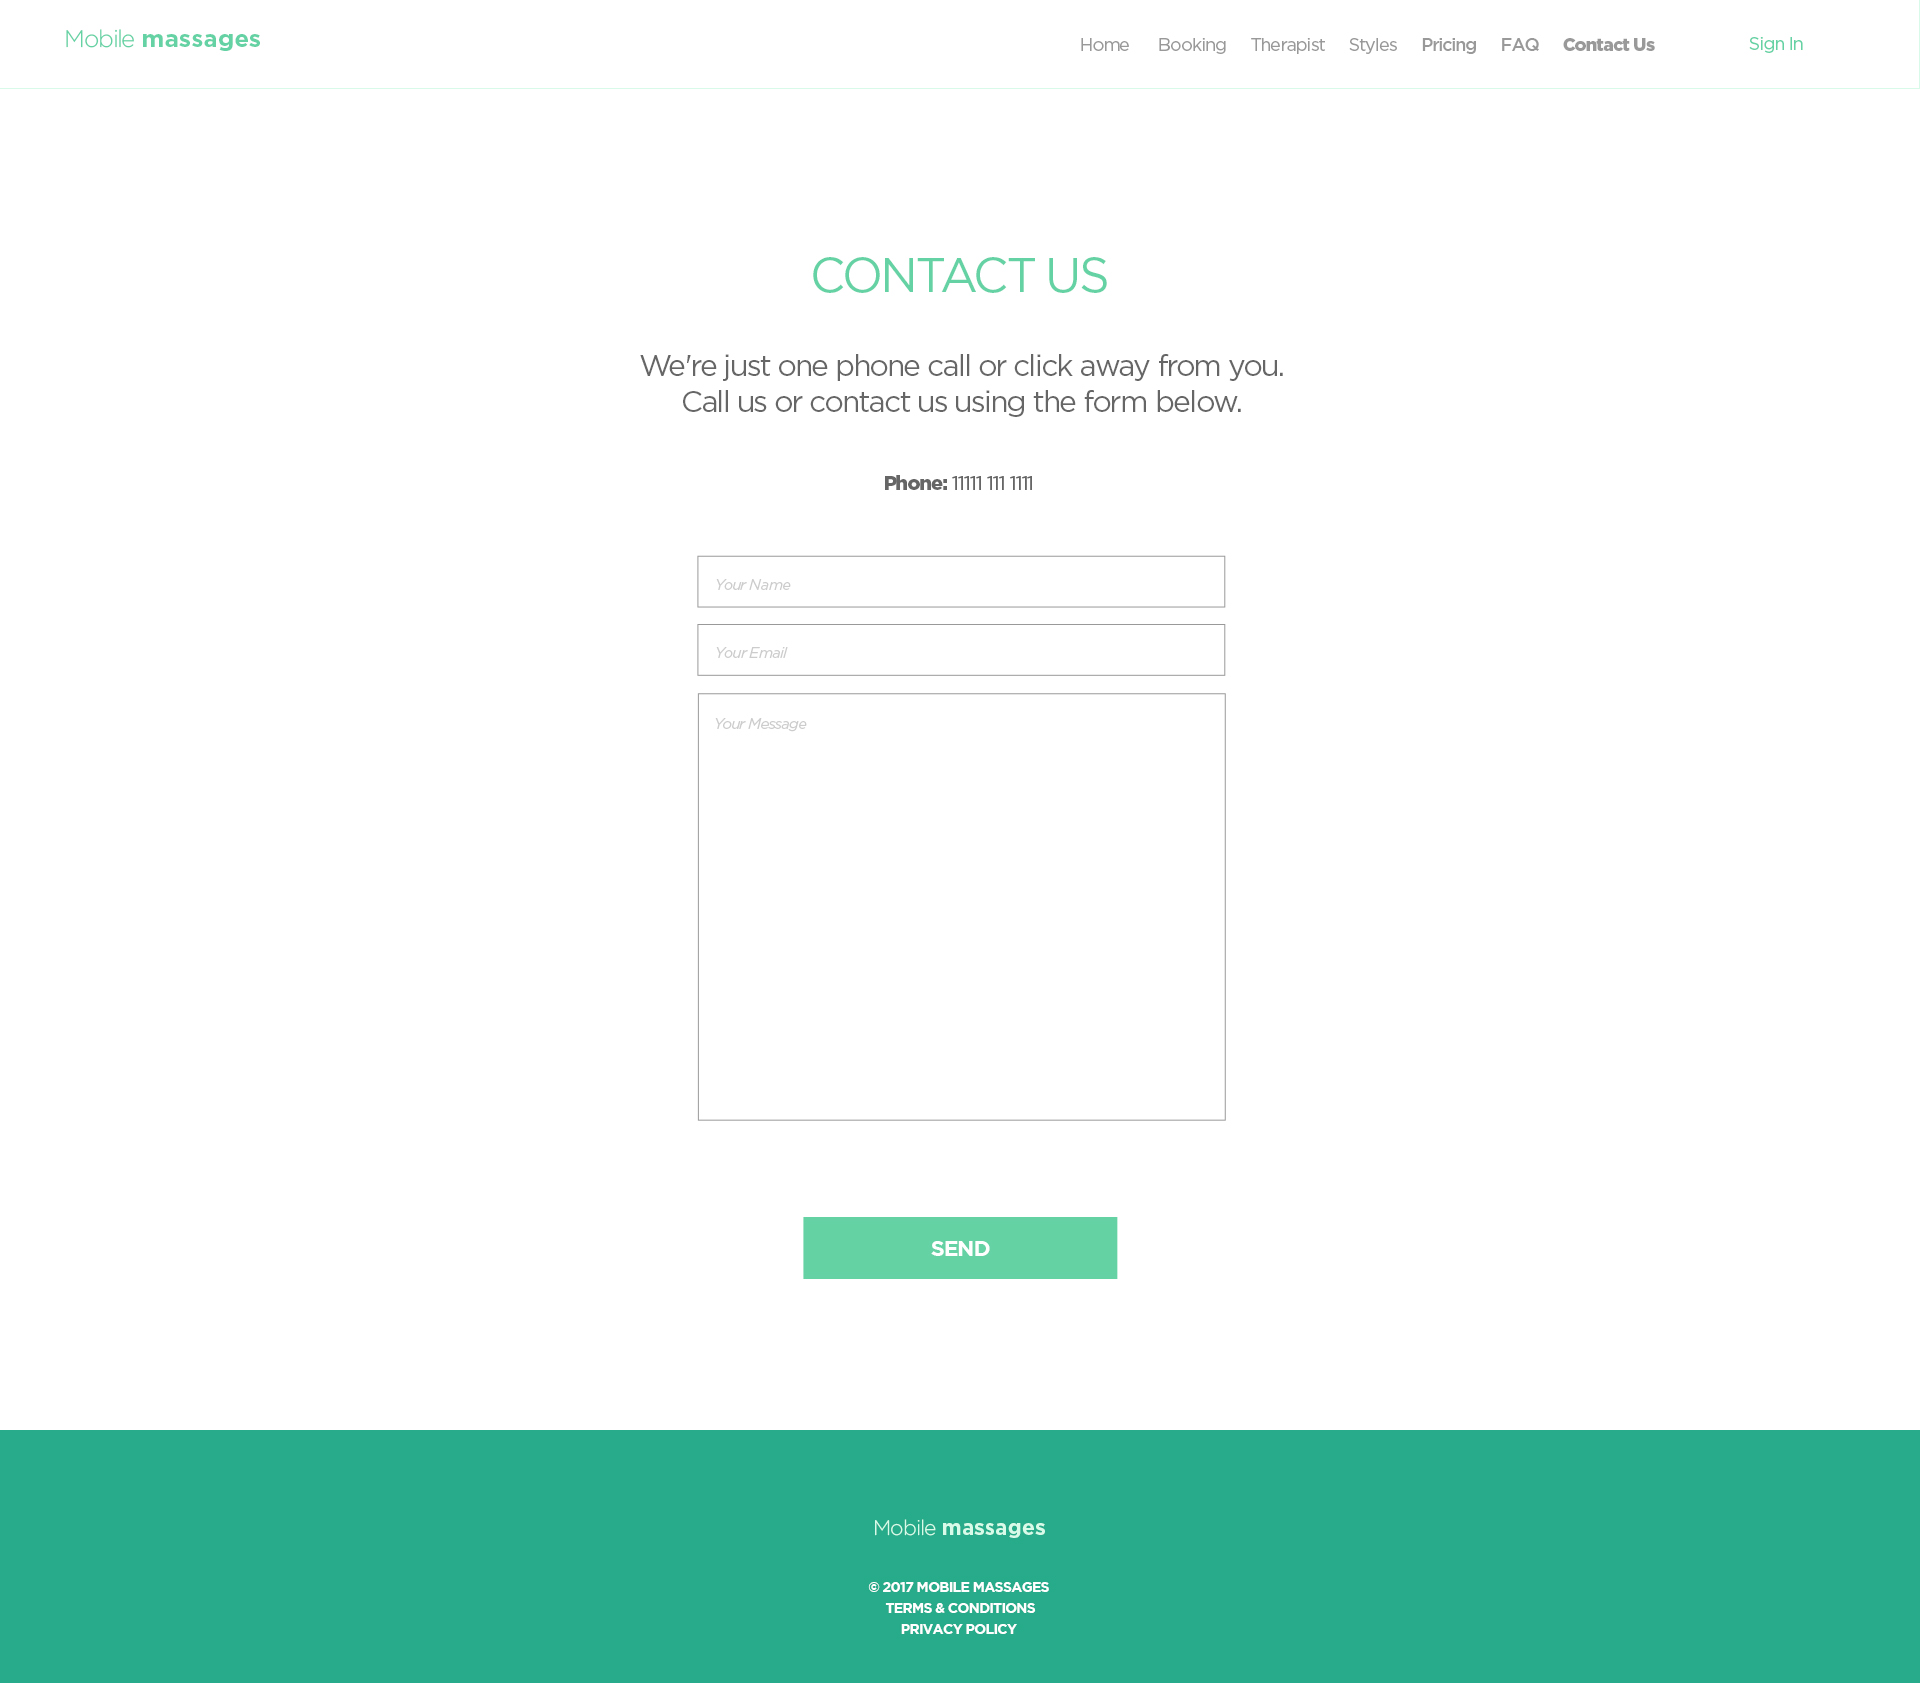 Mobile massages
Home Booking Therapist Styles Pricing FAQ Contact Us Sign In
CONTACT US
We're just one phone call or click away from you.
Call us or contact us using the form below.
Phone: 11111 111 1111
Your Name
Your Email
Your Message
SEND
Mobile massages
© 2017 MOBILE MASSAGES
TERMS & CONDITIONS
PRIVACY POLICY